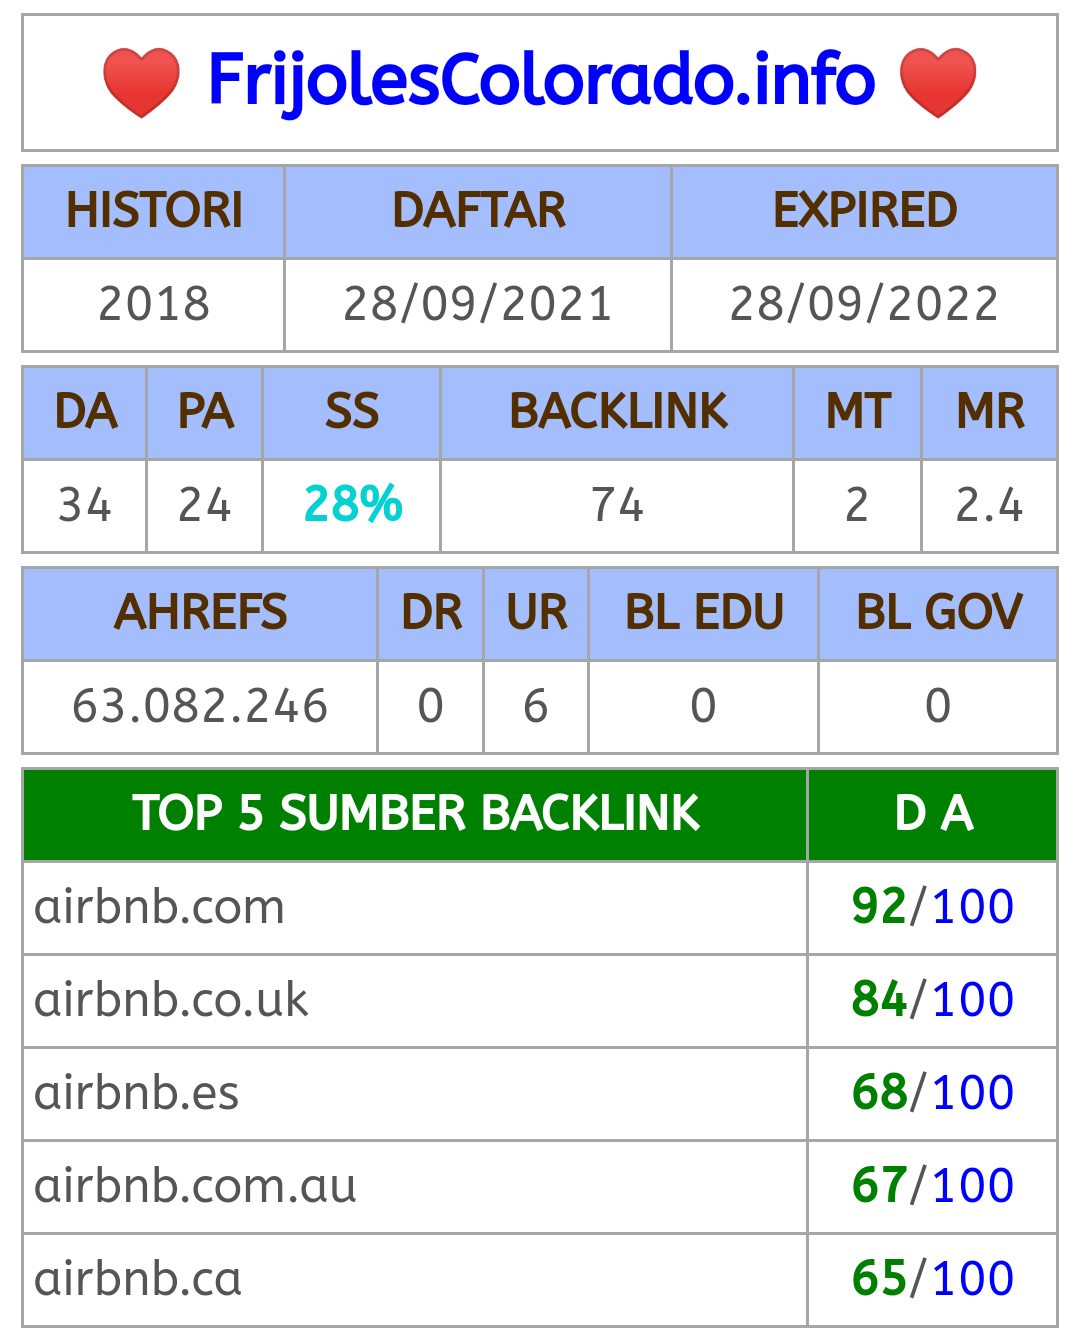 FrijolesColorado.info
HISTORI DAFTAR EXPIRED
2018 28/09/2021 28/09/2022
DA PA SS BACKLINK MT MR
34 24 28% 74 2 2.4
AHREFS DR UR BL EDU BL GOV
63.082.246 0 6 0 0
TOP 5 SUMBER BACKLINK D A
airbnb.com 92/100
airbnb.co.uk 84/100
airbnb.es 68/100
airbnb.com.au 67/100
airbnb.ca 65/100